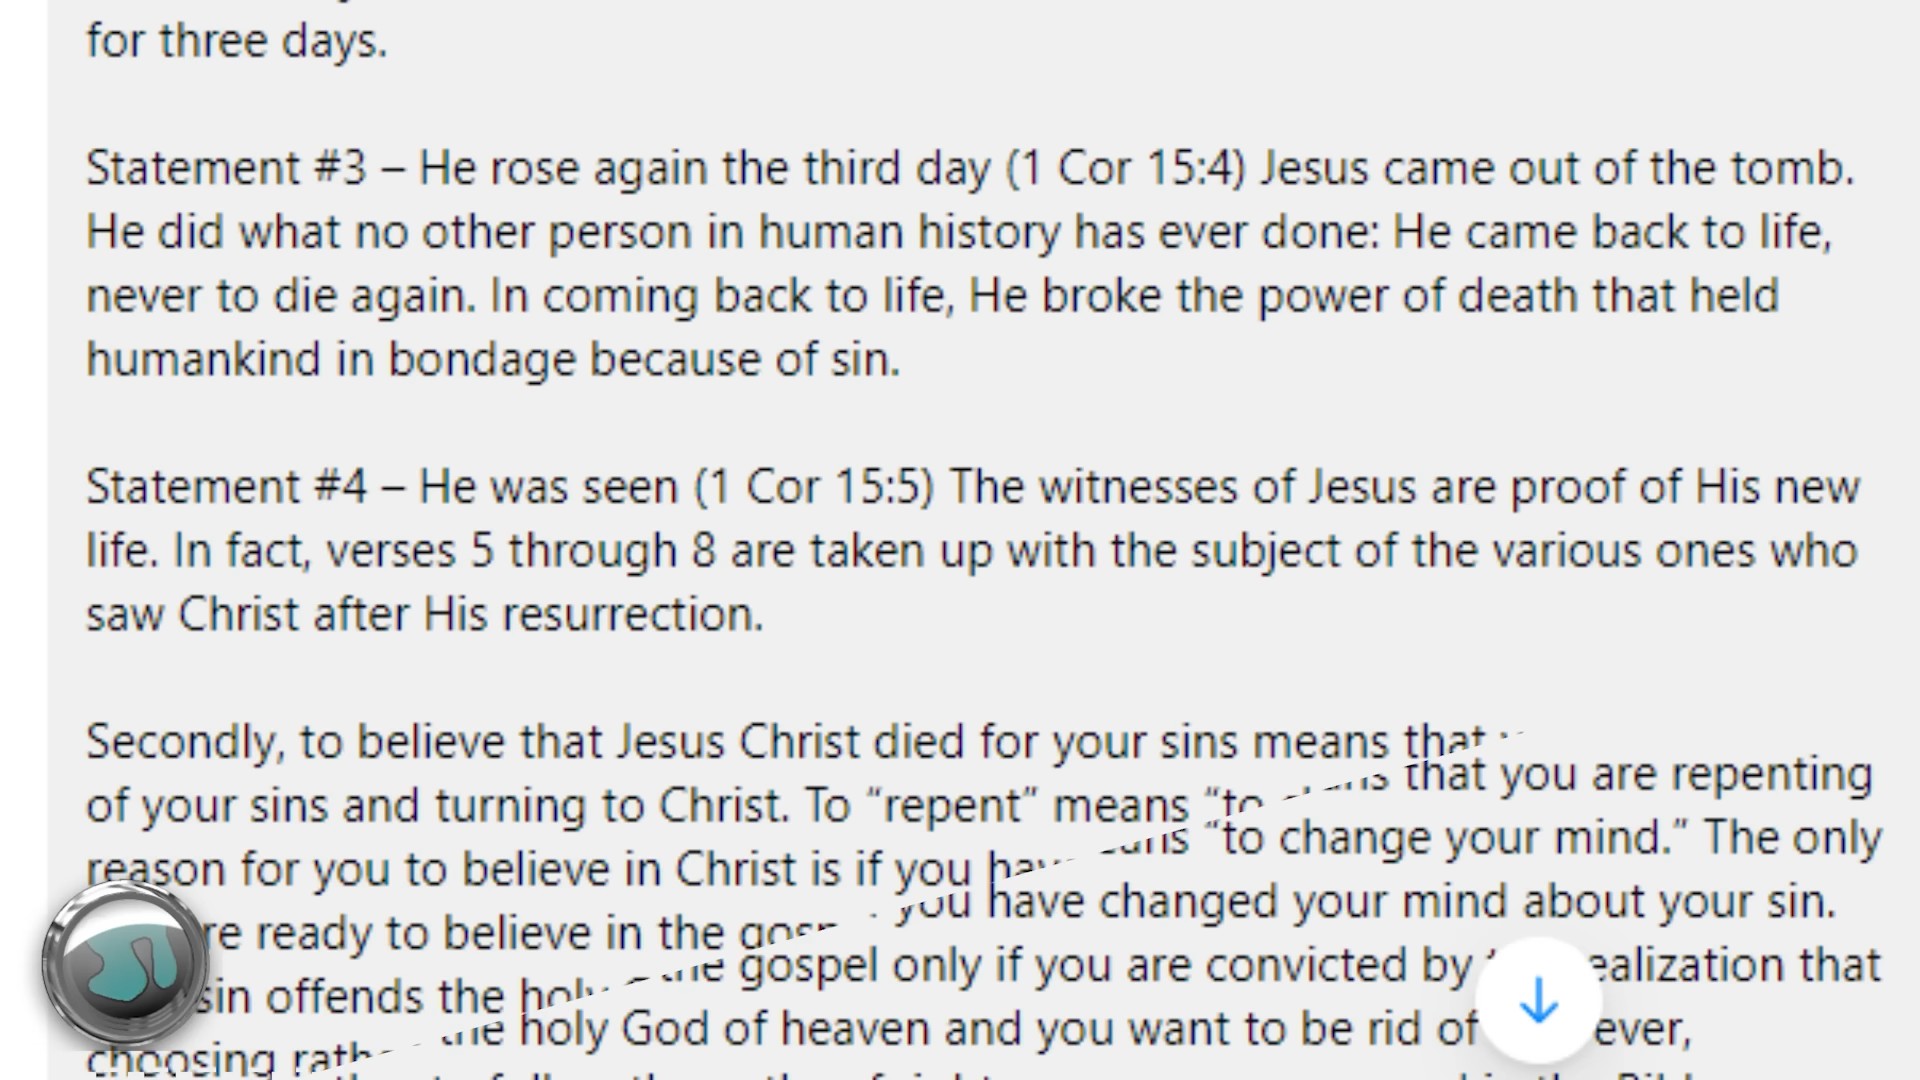 for three days.
Statement #3 – He rose again the third day (1 Cor 15:4) Jesus came out of the tomb.
He did what no other person in human history has ever done: He came back to life,
never to die again. In coming back to life, He broke the power of death that held
humankind in bondage because of sin.
Statement #4 – He was seen (1 Cor 15:5) The witnesses of Jesus are proof of His new
life. In fact, verses 5 through 8 are taken up with the subject of the various ones who
saw Christ after His resurrection.
Secondly, to believe that Jesus Christ died for your sins means that you are repenting
of your sins and turning to Christ. To “repent” means “to change your mind.” The only
reason for you to believe in Christ is if you have changed your mind about your sin.
ready to believe in the gospel only if you are convicted by realization that
sin offends the holy God of heaven and you want to be rid of
choosing